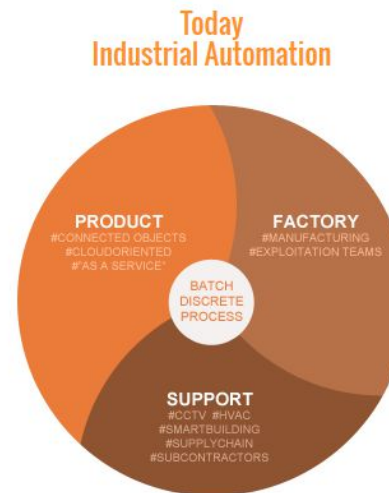 Today
Industrial Automation
PRODUCT
#CONNECTED OBJECTS
#CLOUDORIENTED
#"AS A SERVICE"
FACTORY
#MANUFACTURING
#EXPLOITATION TEAMS
BATCH
DISCRETE
PROCESS
SUPPORT
#CCTV #HVAC
#SMARTBUILDING
#SUPPLYCHAIN
#SUBCONTRACTORS